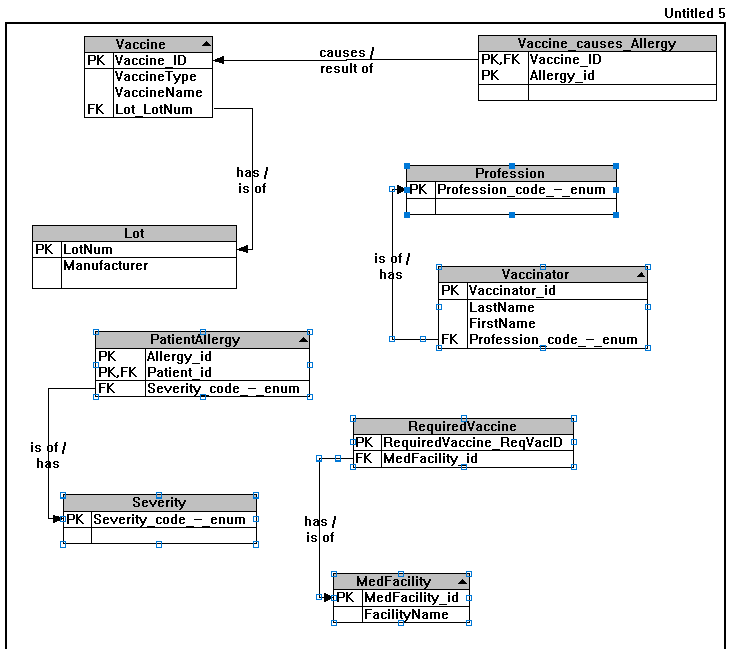 Untitled 5
Vaccine
PK Vaccine_ID
VaccineType
VaccineName
FK Lot_LotNum
causes /
result of
Vaccine_causes_Allergy
PK,FK Vaccine_ID
PK Allergy_id
has /
is of
Profession
PK Profession_code_-_enum
Lot
PK LotNum
Manufacturer
is of /
has
Vaccinator
PK Vaccinator_id
LastName
FirstName
FK Profession_code_-_enum
PatientAllergy
PK Allergy_id
PK,FK Patient_id
FK Severity_code_-_enum
is of /
has
RequiredVaccine
PK RequiredVaccine_ReqVacID
FK MedFacility_id
Severity
PK Severity_code_-_enum
has /
is of
MedFacility
PK MedFacility_id
FacilityName